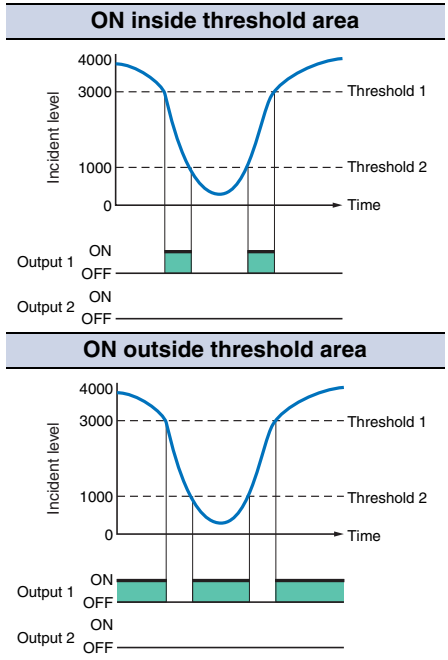 ON inside threshold area
4000
3000
Threshold 1
Incident level
1000
Threshold 2
0
Time
ON
Output 1
OFF
ON
Output 2
OFF
ON outside threshold area
4000
3000
Threshold 1
Incident level
1000
Threshold 2
0
Time
ON
Output 1
OFF
ON
Output 2
OFF